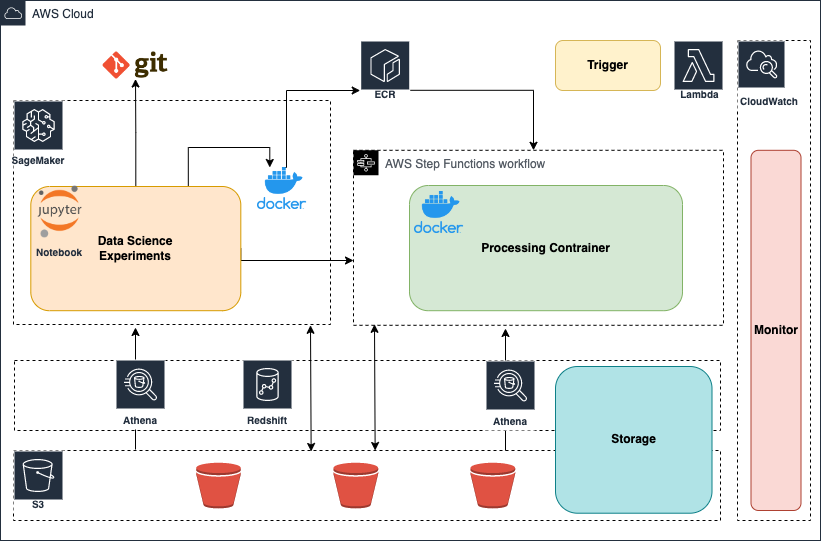 AWS Cloud
git
ECR
Trigger
Lambda
CloudWatch
SageMaker
docker
AWS Step Functions workflow
jupyter
Notebook
Data Science
Experiments
docker
Processing Contrainer
Monitor
Athena
Redshift
Athena
Storage
S3